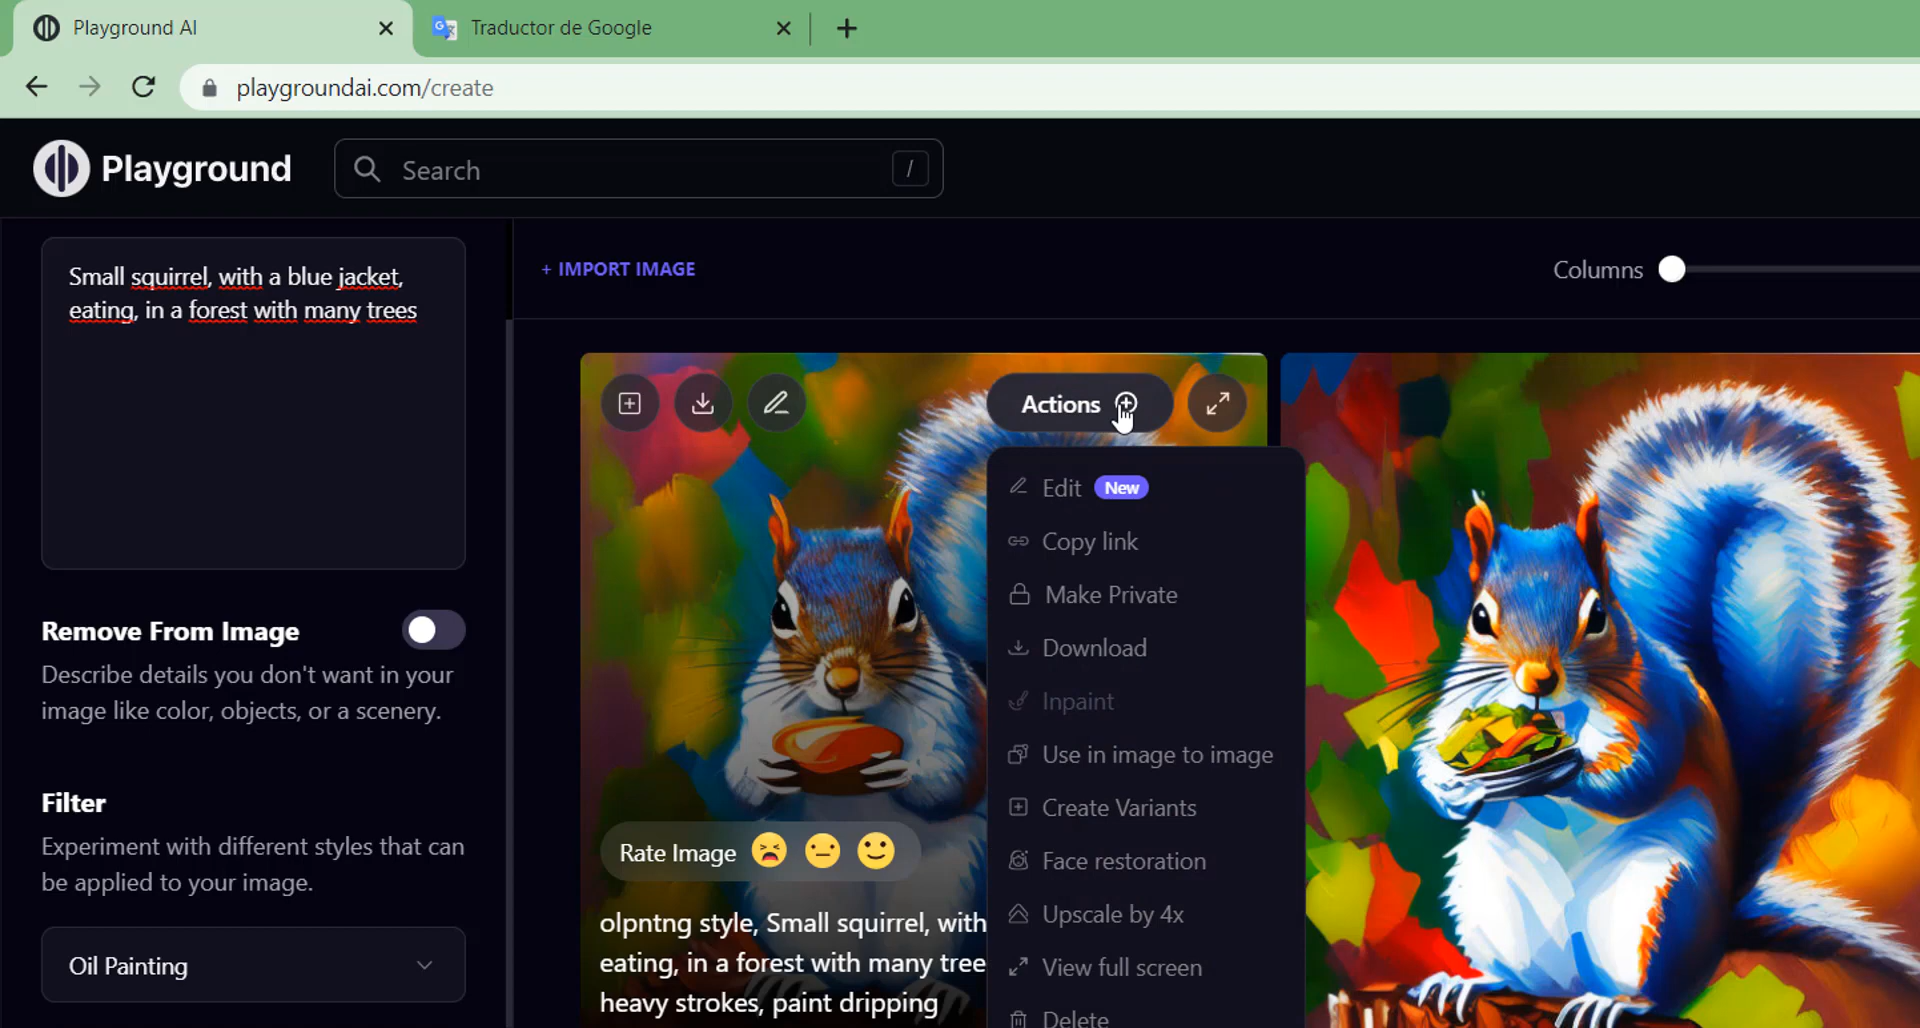 Playground AI
Traductor de Google
playgroundai.com/create
Playground
Search
/
Small squirrel, with a blue jacket,
eating, in a forest with many trees
+ IMPORT IMAGE
Columns
Remove From Image
Describe details you don't want in your
image like color, objects, or a scenery.
Filter
Experiment with different styles that can
be applied to your image.
Oil Painting
Actions
Edit New
Copy link
Make Private
Download
Inpaint
Use in image to image
Create Variants
Face restoration
Upscale by 4x
View full screen
Delete
Rate Image
olpntng style, Small squirrel, with
eating, in a forest with many tree
heavy strokes, paint dripping